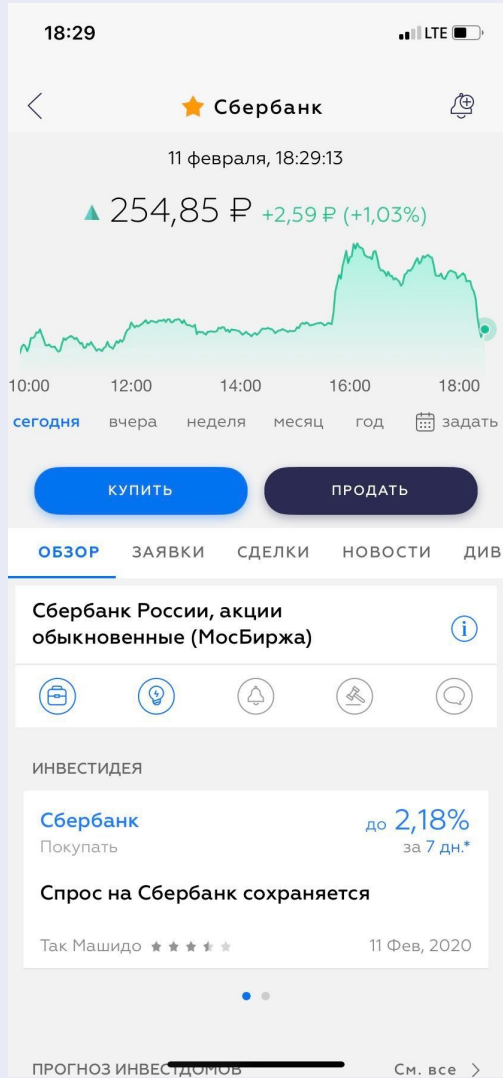 18:29 LTE
Сбербанк
11 февраля, 18:29:13
254,85 ₽ +2,59 ₽ (+1,03%)
10:00 12:00 14:00 16:00 18:00
сегодня вчера неделя месяц год задать
КУПИТЬ ПРОДАТЬ
ОБЗОР ЗАЯВКИ СДЕЛКИ НОВОСТИ ДИВ
Сбербанк России, акции
обыкновенные (МосБиржа)
ИНВЕСТИДЕЯ
Сбербанк до 2,18%
Покупать за 7 дн.*
Спрос на Сбербанк сохраняется
Так Машидо 11 Фев, 2020
ПРОГНОЗ ИНВЕСТДОМОВ См. все